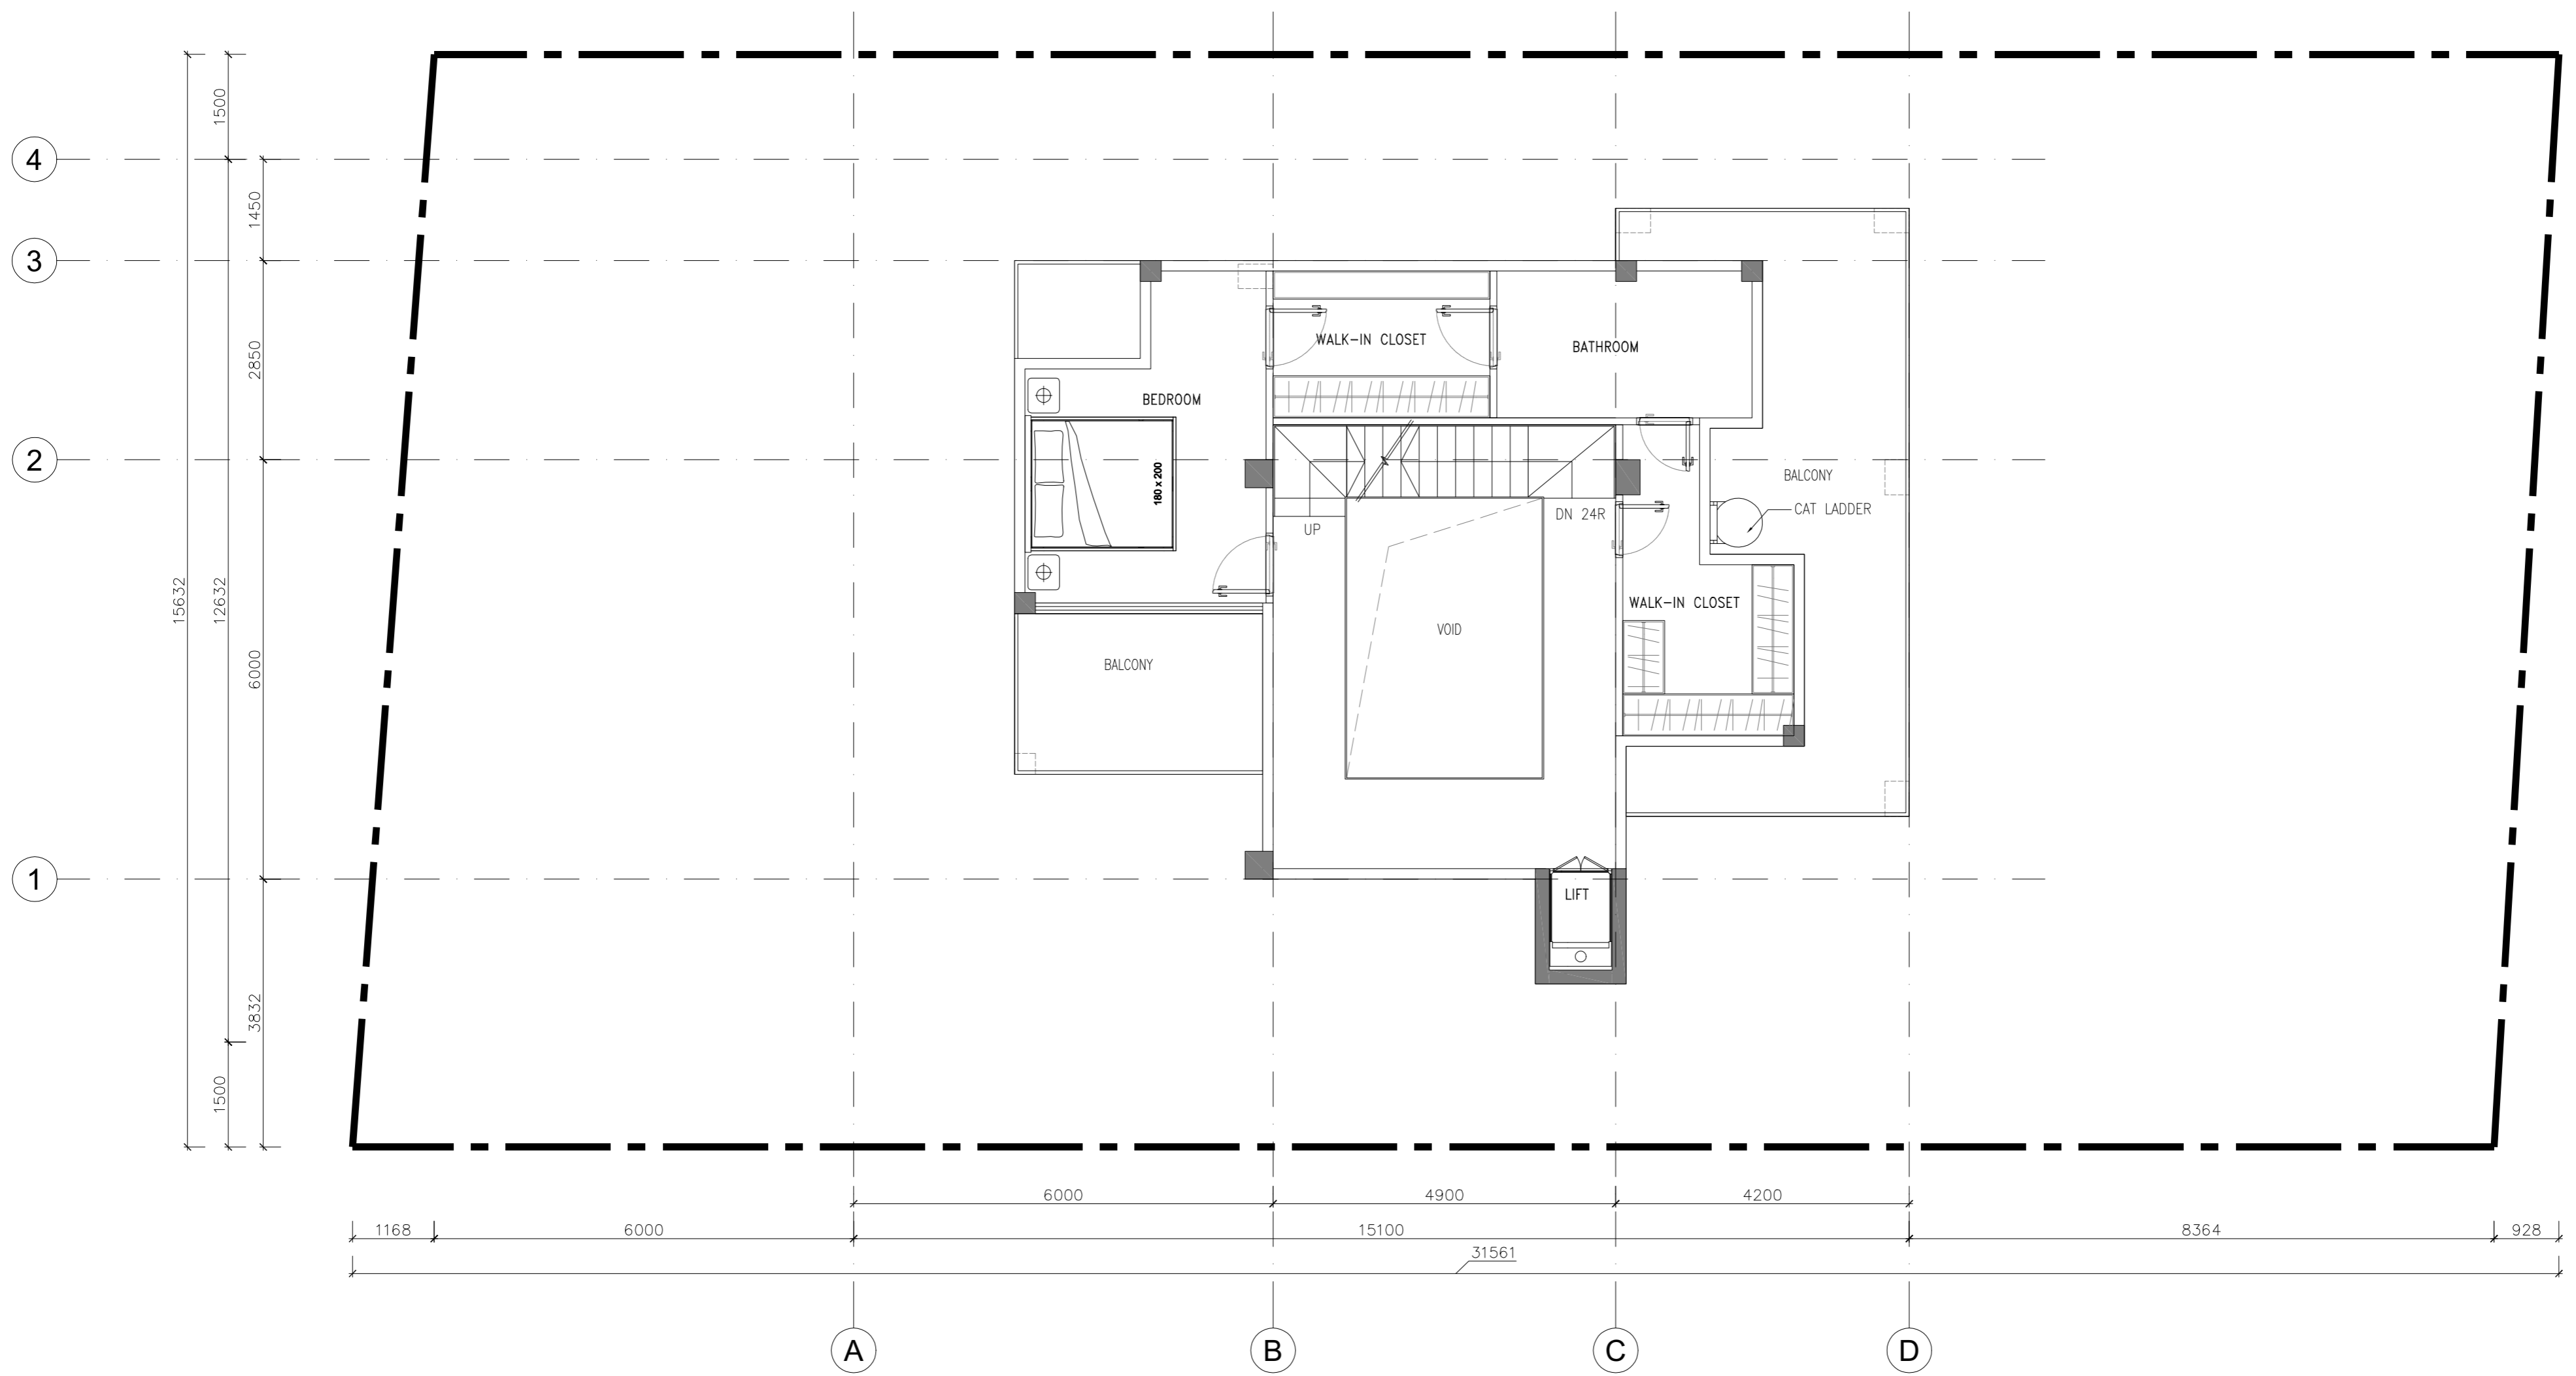 1500
4
1450
3
WALK-IN CLOSET
BATHROOM
2850
BEDROOM
2
180 x 200
BALCONY
CAT LADDER
UP
DN 24R
15632
12632
WALK-IN CLOSET
VOID
6000
BALCONY
1
LIFT
3832
1500
6000
4900
4200
1168
6000
15100
8364
928
31561
A
B
C
D